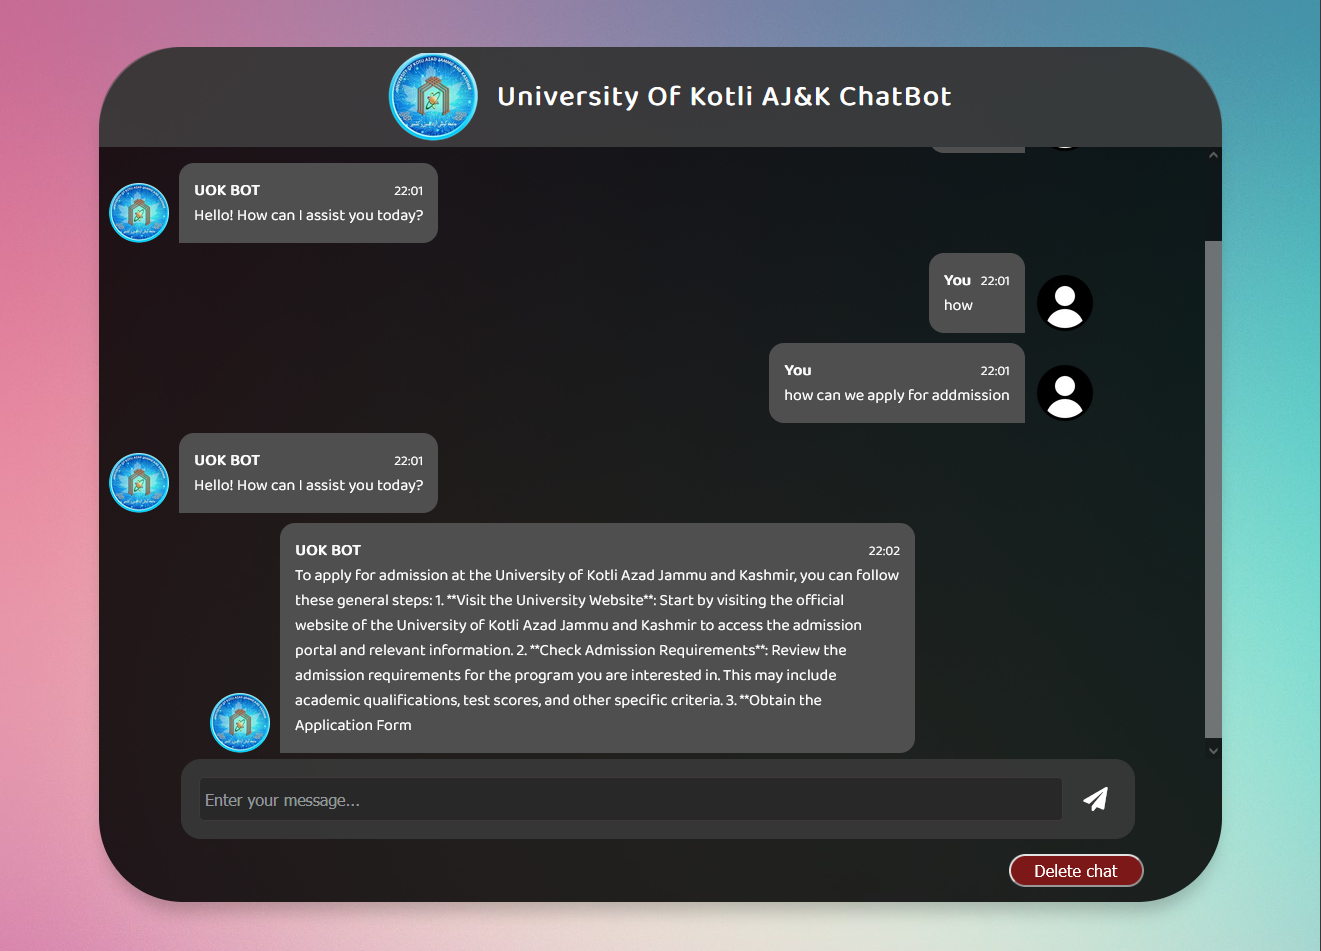 University Of Kotli AJ&K ChatBot
UOK BOT 22:01
Hello! How can I assist you today?
You 22:01
how
You 22:01
how can we apply for addmission
UOK BOT 22:01
Hello! How can I assist you today?
UOK BOT 22:02
To apply for admission at the University of Kotli Azad Jammu and Kashmir, you can follow
these general steps: 1. **Visit the University Website**: Start by visiting the official
website of the University of Kotli Azad Jammu and Kashmir to access the admission
portal and relevant information. 2. **Check Admission Requirements**: Review the
admission requirements for the program you are interested in. This may include
academic qualifications, test scores, and other specific criteria. 3. **Obtain the
Application Form
Enter your message...
Delete chat